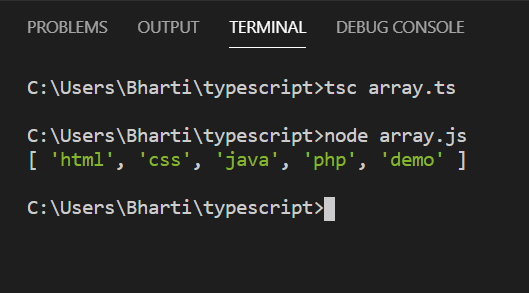 PROBLEMS OUTPUT TERMINAL DEBUG CONSOLE
C:\Users\Bharti\typescript>tsc array.ts
C:\Users\Bharti\typescript>node array.js
[ 'html', 'css', 'java', 'php', 'demo' ]
C:\Users\Bharti\typescript>